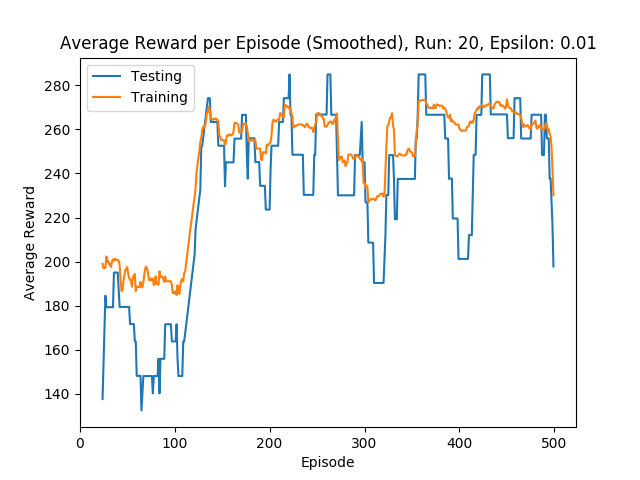 Average Reward per Episode (Smoothed), Run: 20, Epsilon: 0.01
Testing
Training
Average Reward
280
260
240
220
200
180
160
140
0 100 200 300 400 500
Episode